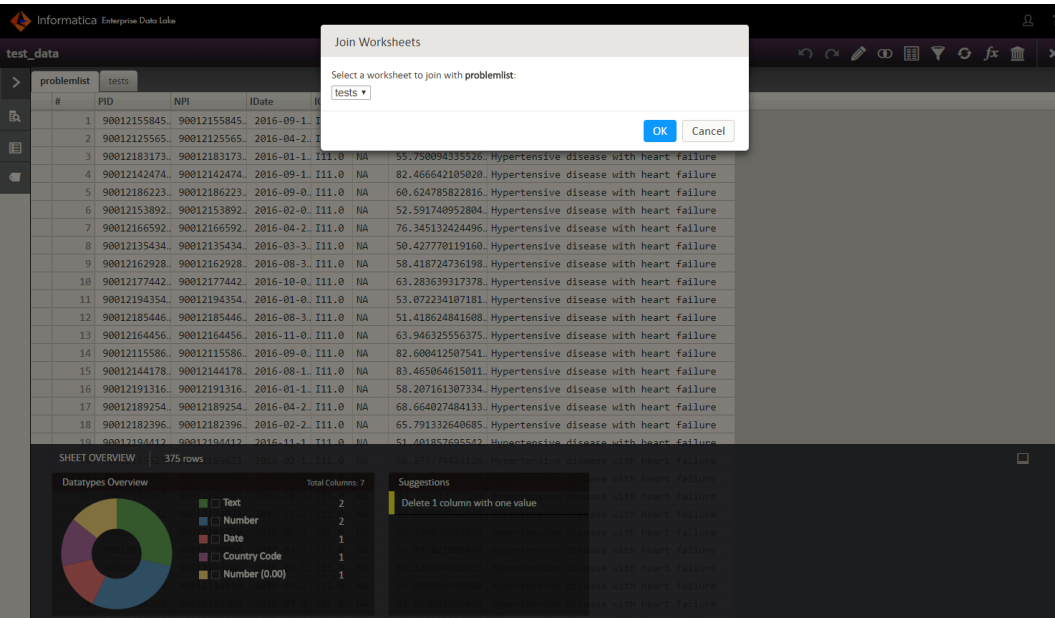 Informatica Enterprise Data Lake
test_data
Join Worksheets
Select a worksheet to join with problemlist:
tests
OK Cancel
problemlist tests
# PID NPI IDate
1 90012155845.. 90012155845.. 2016-09-1..
2 90012125565.. 90012125565.. 2016-04-2..
3 90012183173.. 90012183173.. 2016-01-1.. I11.0 NA 55.750094335526.. Hypertensive disease with heart failure
4 90012142474.. 90012142474.. 2016-09-1.. I11.0 NA 82.466642105020.. Hypertensive disease with heart failure
5 90012186223.. 90012186223.. 2016-09-0.. I11.0 NA 60.624785822816.. Hypertensive disease with heart failure
6 90012153892.. 90012153892.. 2016-02-0.. I11.0 NA 52.591740952804.. Hypertensive disease with heart failure
7 90012166592.. 90012166592.. 2016-04-2.. I11.0 NA 76.345132424496.. Hypertensive disease with heart failure
8 90012135434.. 90012135434.. 2016-03-3.. I11.0 NA 50.427770119160.. Hypertensive disease with heart failure
9 90012162928.. 90012162928.. 2016-08-3.. I11.0 NA 58.418724736198.. Hypertensive disease with heart failure
10 90012177442.. 90012177442.. 2016-10-0.. I11.0 NA 63.283639317378.. Hypertensive disease with heart failure
11 90012194354.. 90012194354.. 2016-01-0.. I11.0 NA 53.072234107181.. Hypertensive disease with heart failure
12 90012185446.. 90012185446.. 2016-08-3.. I11.0 NA 51.418624841608.. Hypertensive disease with heart failure
13 90012164456.. 90012164456.. 2016-11-0.. I11.0 NA 63.946325556375.. Hypertensive disease with heart failure
14 90012115586.. 90012115586.. 2016-09-0.. I11.0 NA 82.600412507541.. Hypertensive disease with heart failure
15 90012144178.. 90012144178.. 2016-08-1.. I11.0 NA 83.465064615011.. Hypertensive disease with heart failure
16 90012191316.. 90012191316.. 2016-01-1.. I11.0 NA 58.207161307334.. Hypertensive disease with heart failure
17 90012189254.. 90012189254.. 2016-04-2.. I11.0 NA 68.664027484133.. Hypertensive disease with heart failure
18 90012182396.. 90012182396.. 2016-02-2.. I11.0 NA 65.791332640685.. Hypertensive disease with heart failure
19 90012194412.. 90012194412.. 2016-11-1.. I11.0 NA 51.401857695542.. Hypertensive disease with heart failure
SHEET OVERVIEW 375 rows
Datatypes Overview Total Columns: 7
Text 2
Number 2
Date 1
Country Code 1
Number (0.00) 1
Suggestions
Delete 1 column with one value